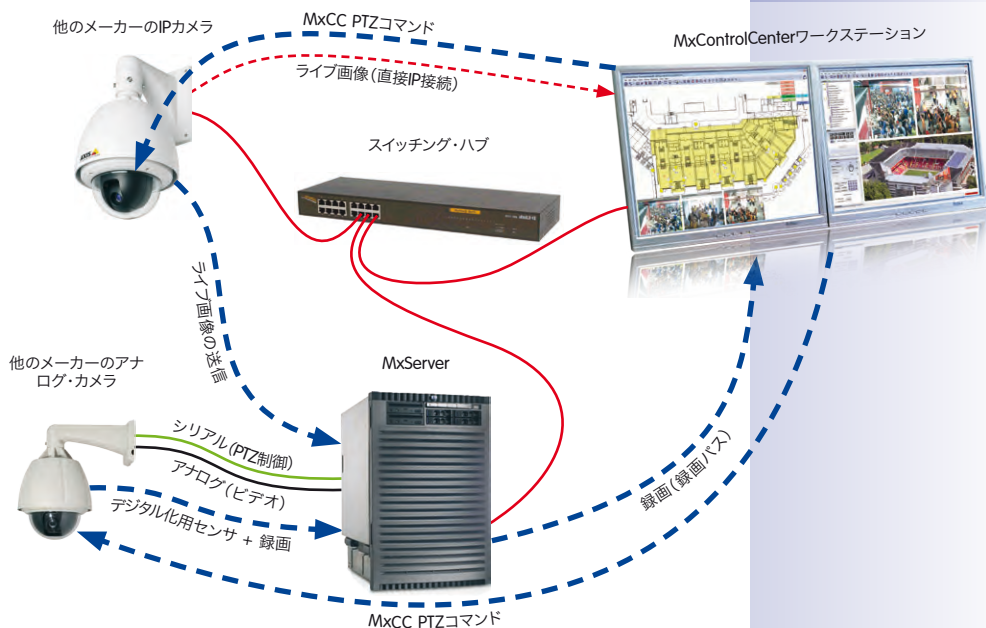 MxCC PTZコマンド
他のメーカーのIPカメラ
MxControlCenterワークステーション
ライブ画像（直接IP接続）
スイッチング・ハブ
AXIS
ライブ画像の送信
MxServer
他のメーカーのアナ
ログ・カメラ
シリアル（PTZ制御）
アナログ（ビデオ）
デジタル化用センサ + 録画
録画（録画パス）
MxCC PTZコマンド